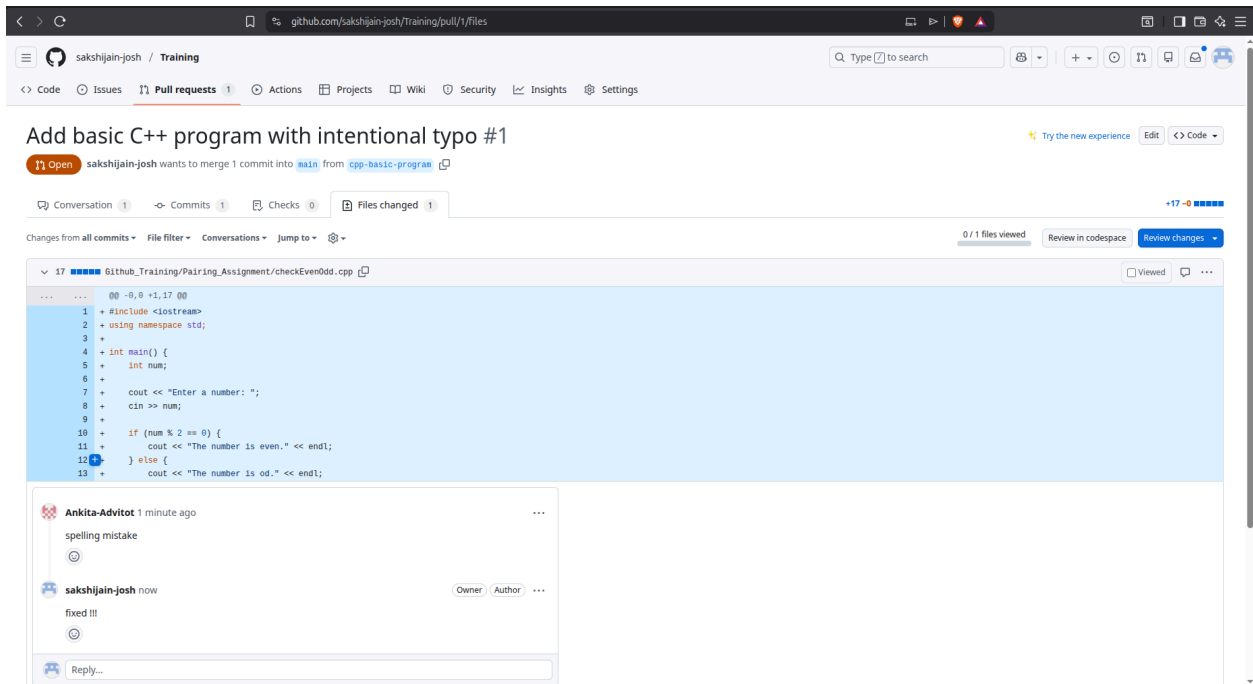 github.com/sakshijain-josh/Training/pull/1/files
sakshijain-josh / Training
Type / to search
Code Issues Pull requests 1 Actions Projects Wiki Security Insights Settings
Add basic C++ program with intentional typo #1
Try the new experience Edit <> Code
Open sakshijain-josh wants to merge 1 commit into main from cpp-basic-program
Conversation 1 Commits 1 Checks 0 Files changed 1
+17 −0
Changes from all commits File filter Conversations Jump to
0 / 1 files viewed Review in codespace Review changes
17 Github_Training/Pairing_Assignment/checkEvenOdd.cpp
Viewed ...
... ... @@ -0,0 +1,17 @@
1 + #include <iostream>
2 + using namespace std;
3 +
4 + int main() {
5 +     int num;
6 +
7 +     cout << "Enter a number: ";
8 +     cin >> num;
9 +
10 +     if (num % 2 == 0) {
11 +         cout << "The number is even." << endl;
12 +     } else {
13 +         cout << "The number is od." << endl;
Ankita-Advitot 1 minute ago ...
spelling mistake
sakshijain-josh now Owner Author ...
fixed !!!
Reply...